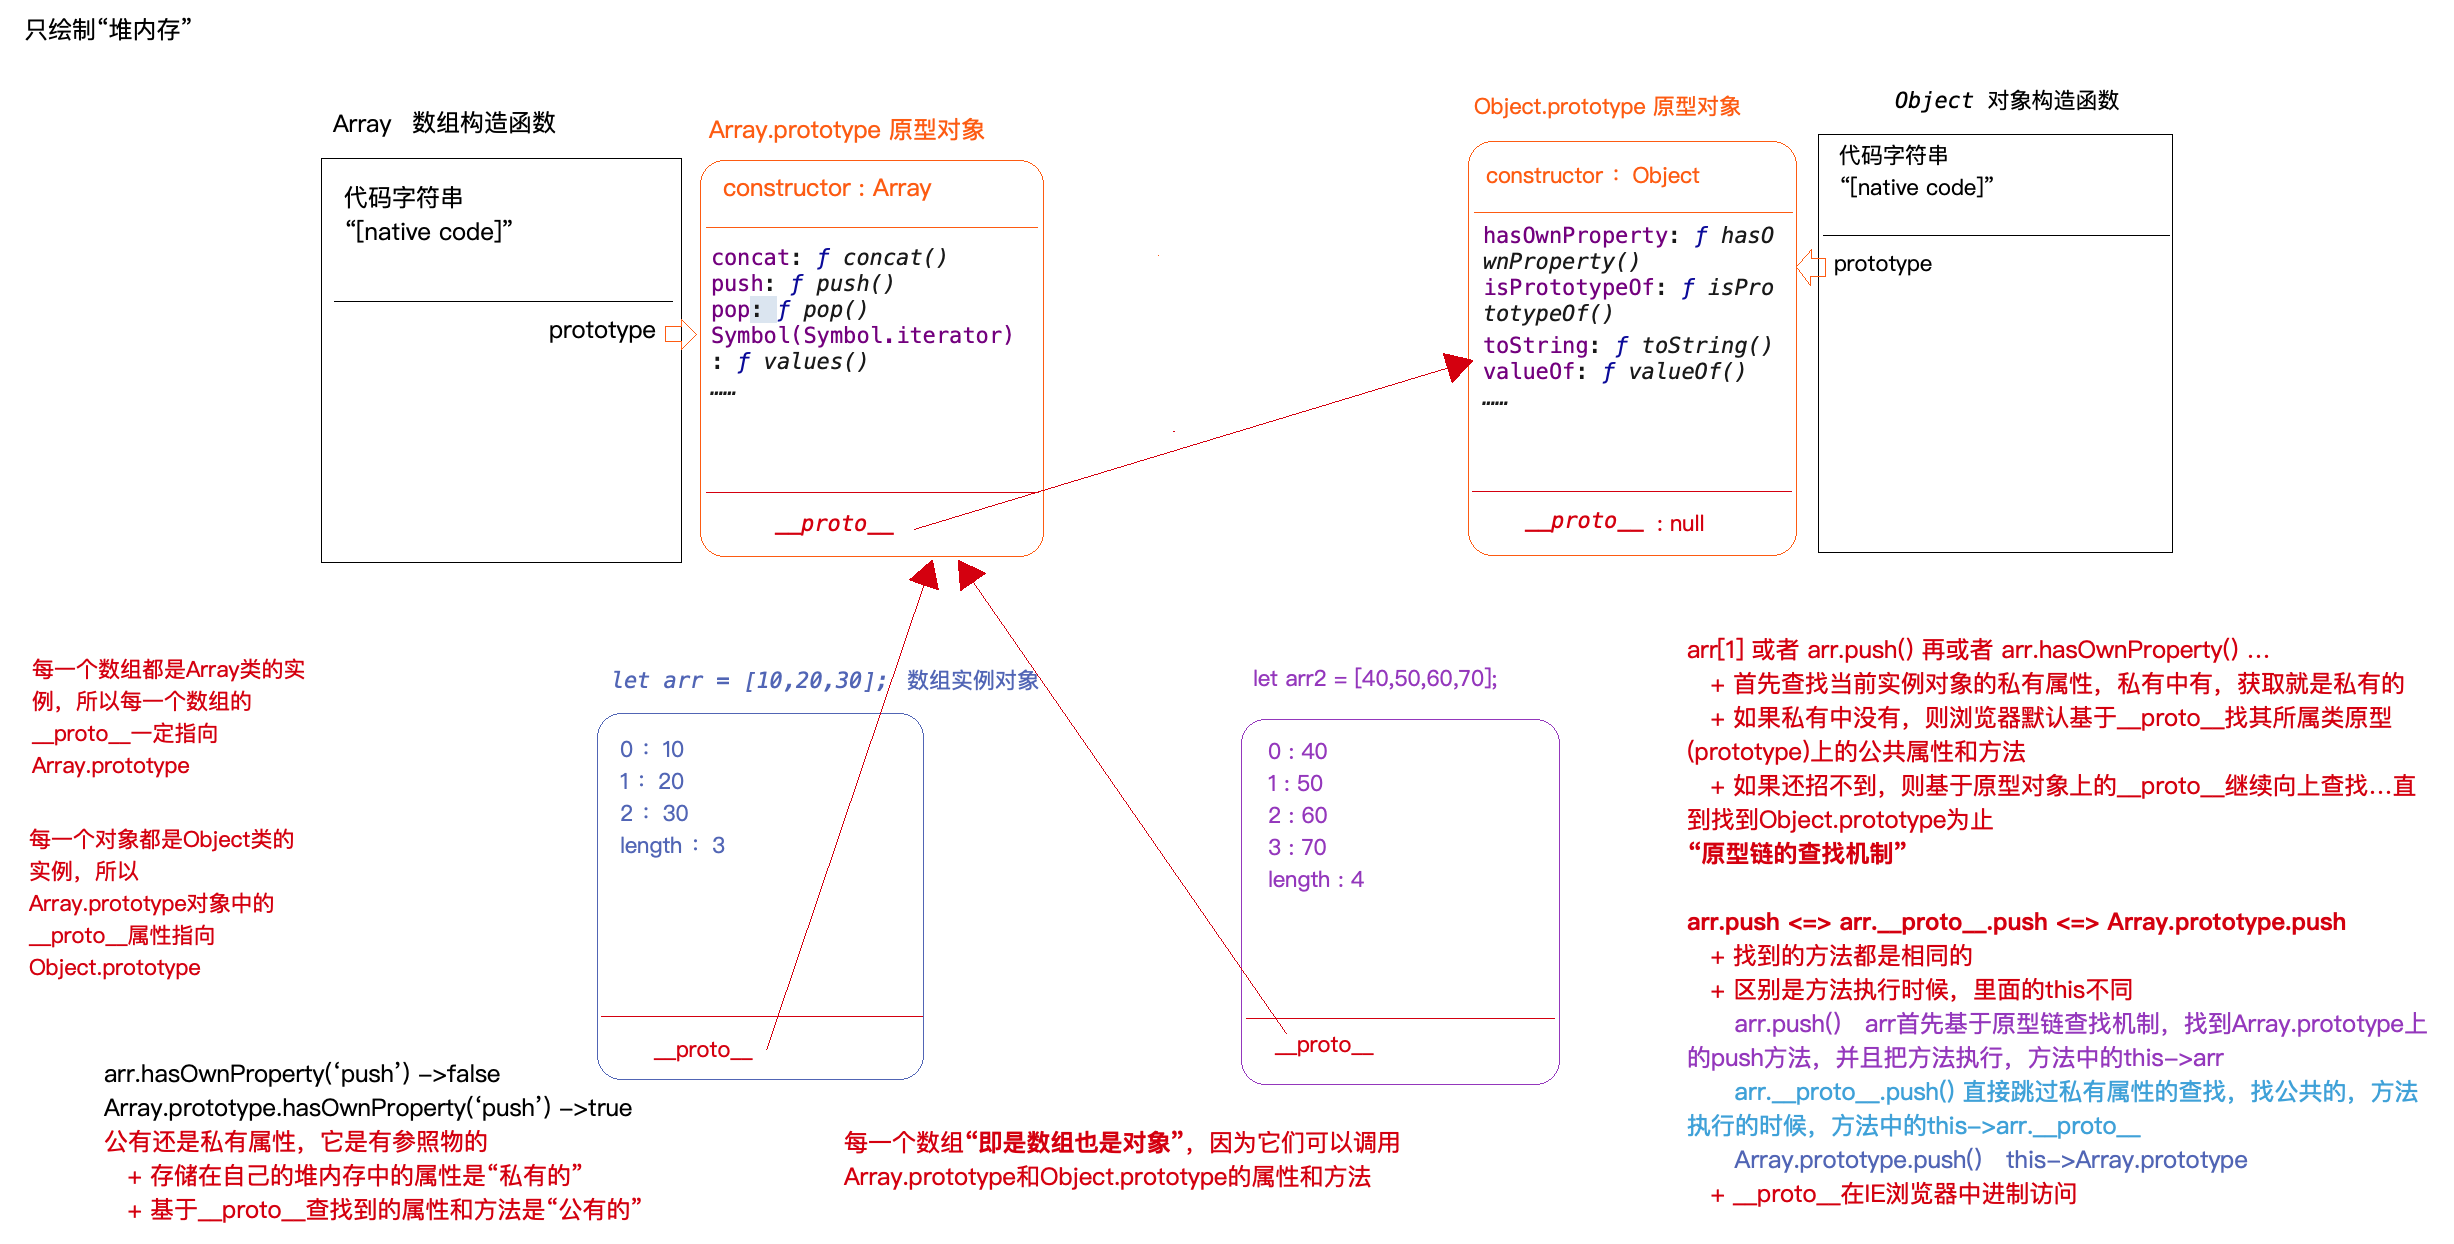 只绘制“堆内存”
Array 数组构造函数
代码字符串
“[native code]”
prototype
Array.prototype 原型对象
constructor : Array
concat: ƒ concat()
push: ƒ push()
pop: ƒ pop()
Symbol(Symbol.iterator)
: ƒ values()
……
__proto__
Object.prototype 原型对象
constructor： Object
hasOwnProperty: ƒ hasO
wnProperty()
isPrototypeOf: ƒ isPro
totypeOf()
toString: ƒ toString()
valueOf: ƒ valueOf()
……
__proto__ : null
Object 对象构造函数
代码字符串
“[native code]”
prototype
每一个数组都是Array类的实
例，所以每一个数组的
__proto__一定指向
Array.prototype
每一个对象都是Object类的
实例，所以
Array.prototype对象中的
__proto__属性指向
Object.prototype
let arr = [10,20,30]; 数组实例对象
0： 10
1： 20
2： 30
length： 3
__proto__
let arr2 = [40,50,60,70];
0 : 40
1 : 50
2 : 60
3 : 70
length : 4
__proto__
arr[1] 或者 arr.push() 再或者 arr.hasOwnProperty() ...
+ 首先查找当前实例对象的私有属性，私有中有，获取就是私有的
+ 如果私有中没有，则浏览器默认基于__proto__找其所属类原型
(prototype)上的公共属性和方法
+ 如果还招不到，则基于原型对象上的__proto__继续向上查找...直
到找到Object.prototype为止
“原型链的查找机制”
arr.push <=> arr.__proto__.push <=> Array.prototype.push
+ 找到的方法都是相同的
+ 区别是方法执行时候，里面的this不同
arr.push() arr首先基于原型链查找机制，找到Array.prototype上
的push方法，并且把方法执行，方法中的this->arr
arr.__proto__.push() 直接跳过私有属性的查找，找公共的，方法
执行的时候，方法中的this->arr.__proto__
Array.prototype.push() this->Array.prototype
+ __proto__在IE浏览器中进制访问
arr.hasOwnProperty(‘push’) ->false
Array.prototype.hasOwnProperty(‘push’) ->true
公有还是私有属性，它是有参照物的
+ 存储在自己的堆内存中的属性是“私有的”
+ 基于__proto__查找到的属性和方法是“公有的”
每一个数组“即是数组也是对象”，因为它们可以调用
Array.prototype和Object.prototype的属性和方法